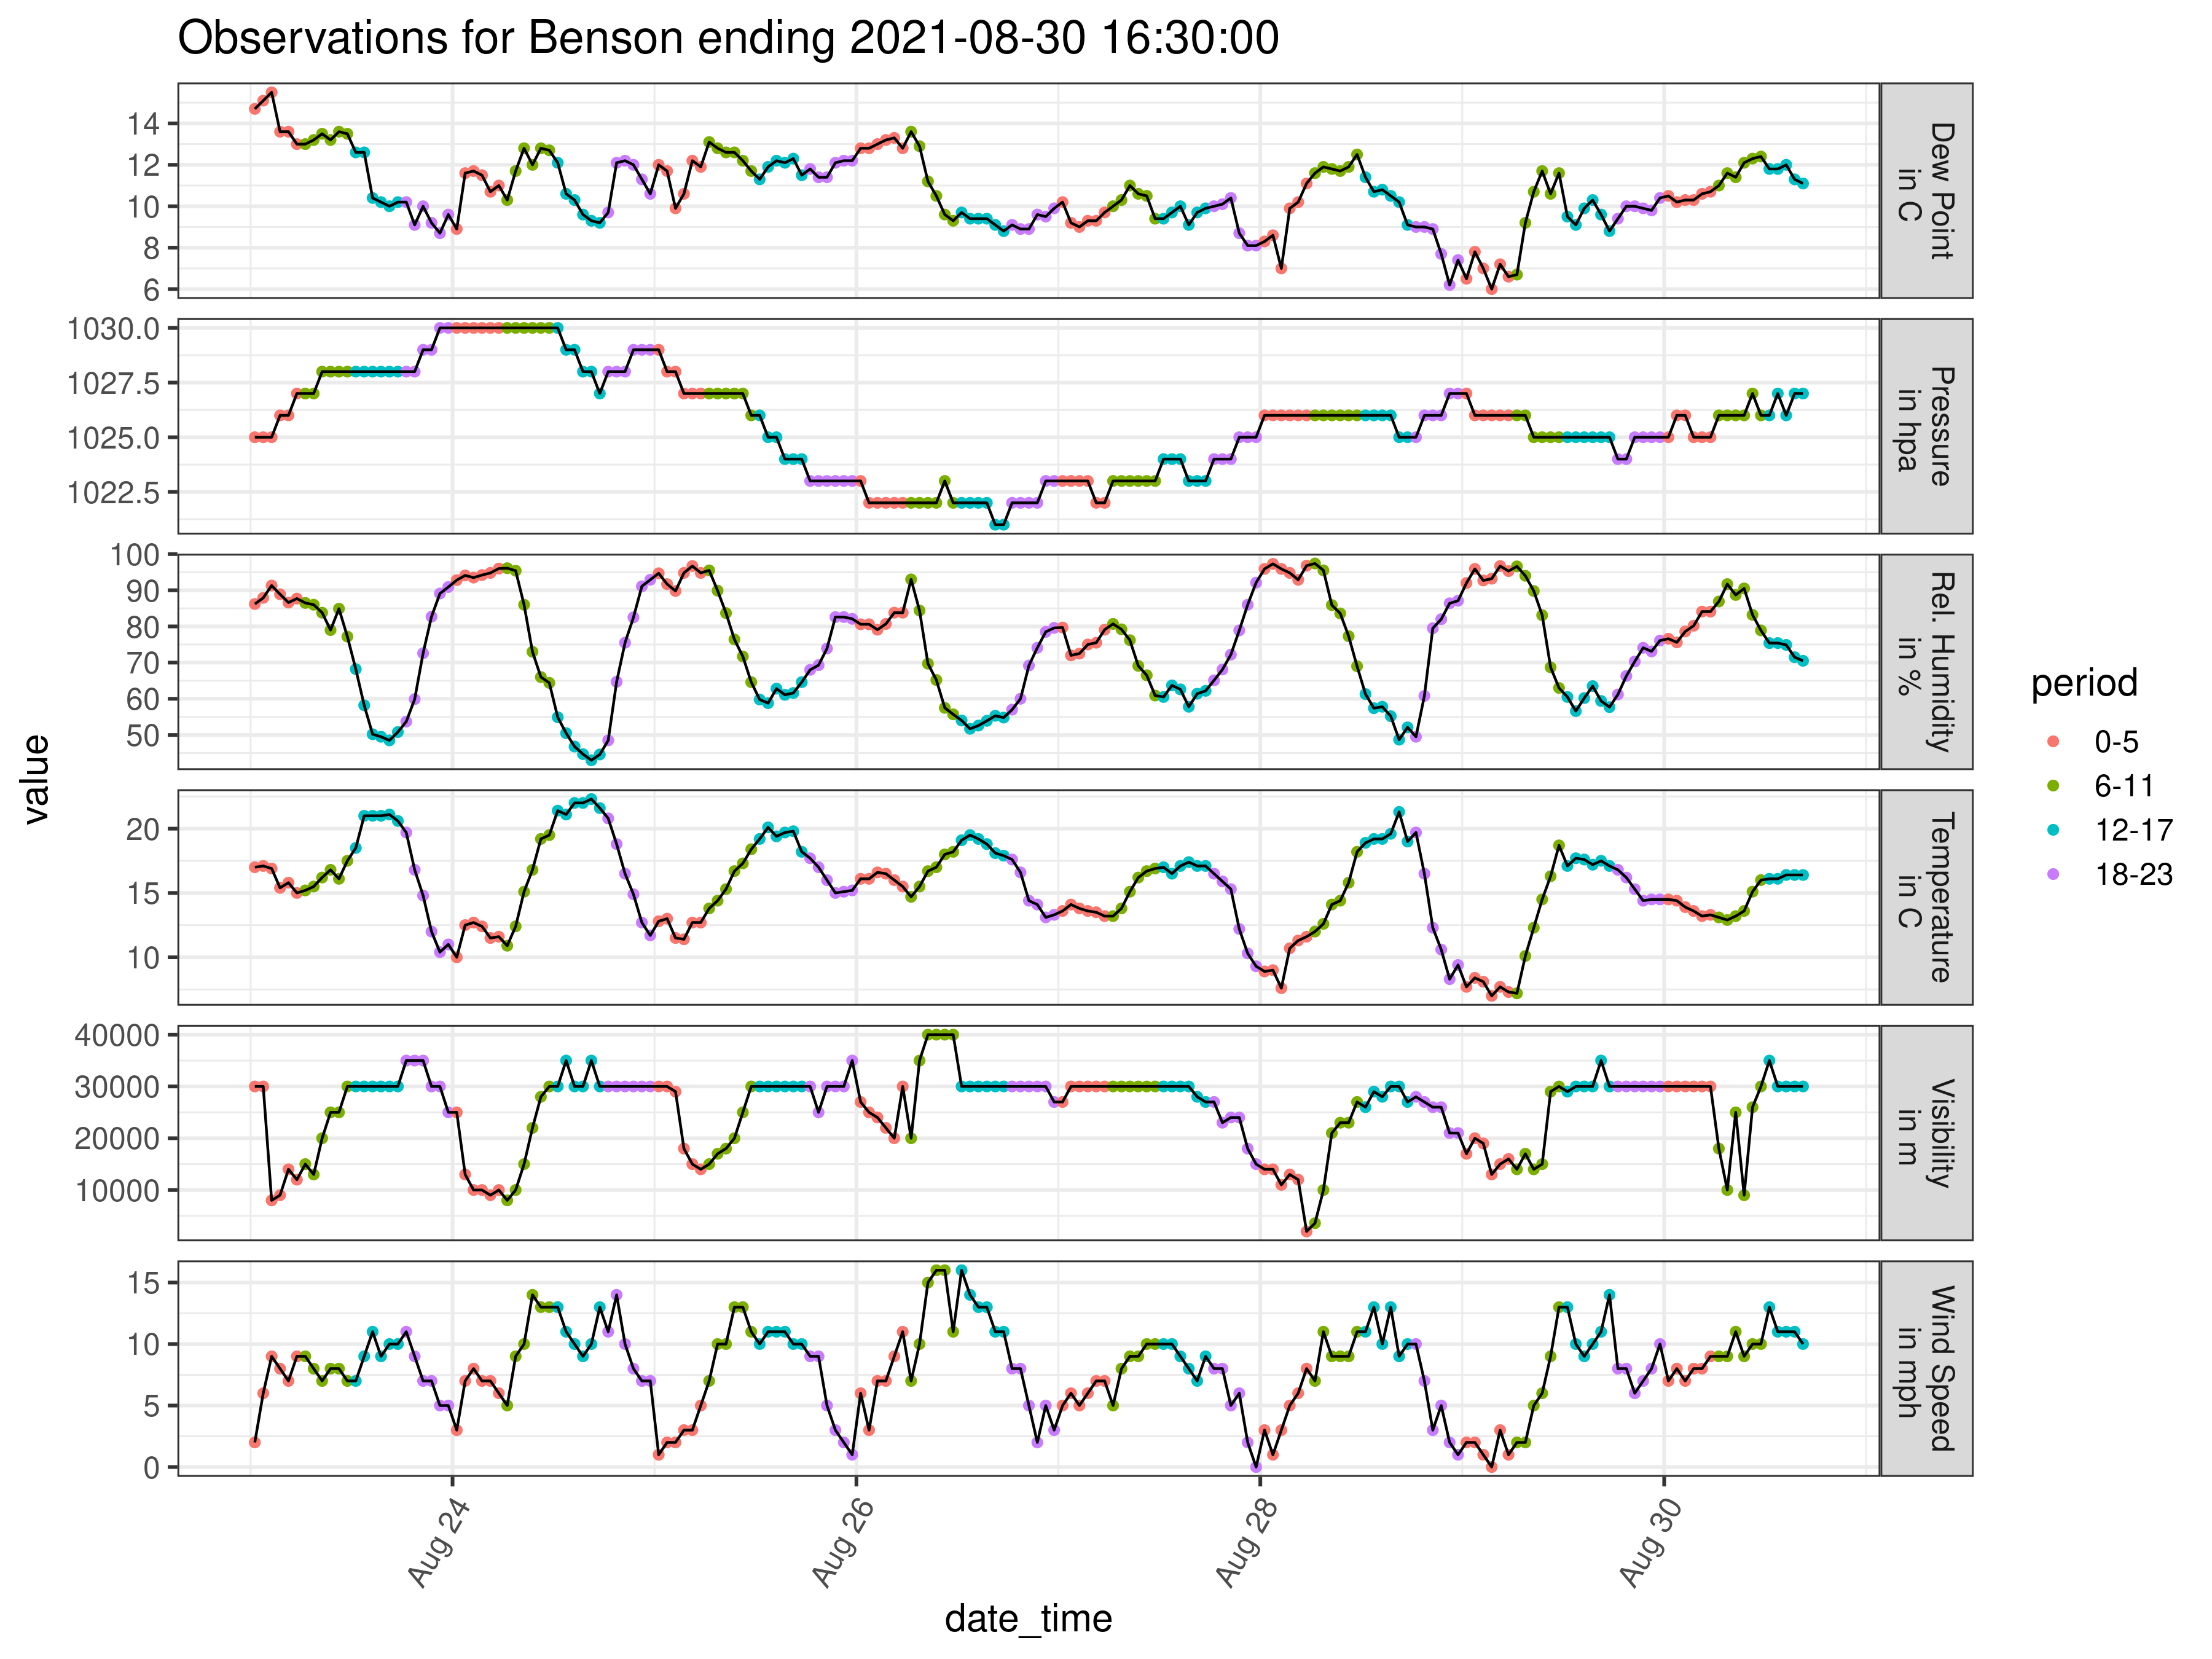 Observations for Benson ending 2021-08-30 16:30:00
value
14
12
10
8
6
Dew Point
in C
1030.0
1027.5
1025.0
1022.5
Pressure
in hpa
100
90
80
70
60
50
Rel. Humidity
in %
20
15
10
Temperature
in C
40000
30000
20000
10000
Visibility
in m
15
10
5
0
Wind Speed
in mph
Aug 24
Aug 26
Aug 28
Aug 30
date_time
period
0-5
6-11
12-17
18-23